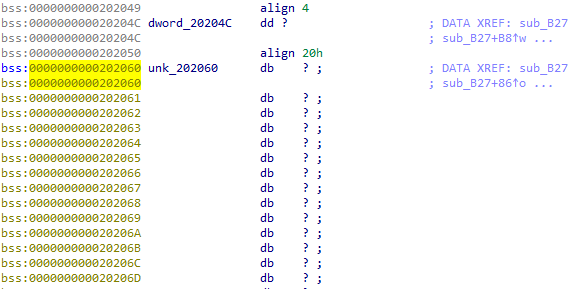 bss:0000000000202049 align 4
bss:000000000020204C dword_20204C dd ? ; DATA XREF: sub_B27
bss:000000000020204C ; sub_B27+B8↑w ...
bss:0000000000202050 align 20h
bss:0000000000202060 unk_202060 db ? ; ; DATA XREF: sub_B27
bss:0000000000202060 ; sub_B27+86↑o ...
bss:0000000000202061 db ? ;
bss:0000000000202062 db ? ;
bss:0000000000202063 db ? ;
bss:0000000000202064 db ? ;
bss:0000000000202065 db ? ;
bss:0000000000202066 db ? ;
bss:0000000000202067 db ? ;
bss:0000000000202068 db ? ;
bss:0000000000202069 db ? ;
bss:000000000020206A db ? ;
bss:000000000020206B db ? ;
bss:000000000020206C db ? ;
bss:000000000020206D db ? ;